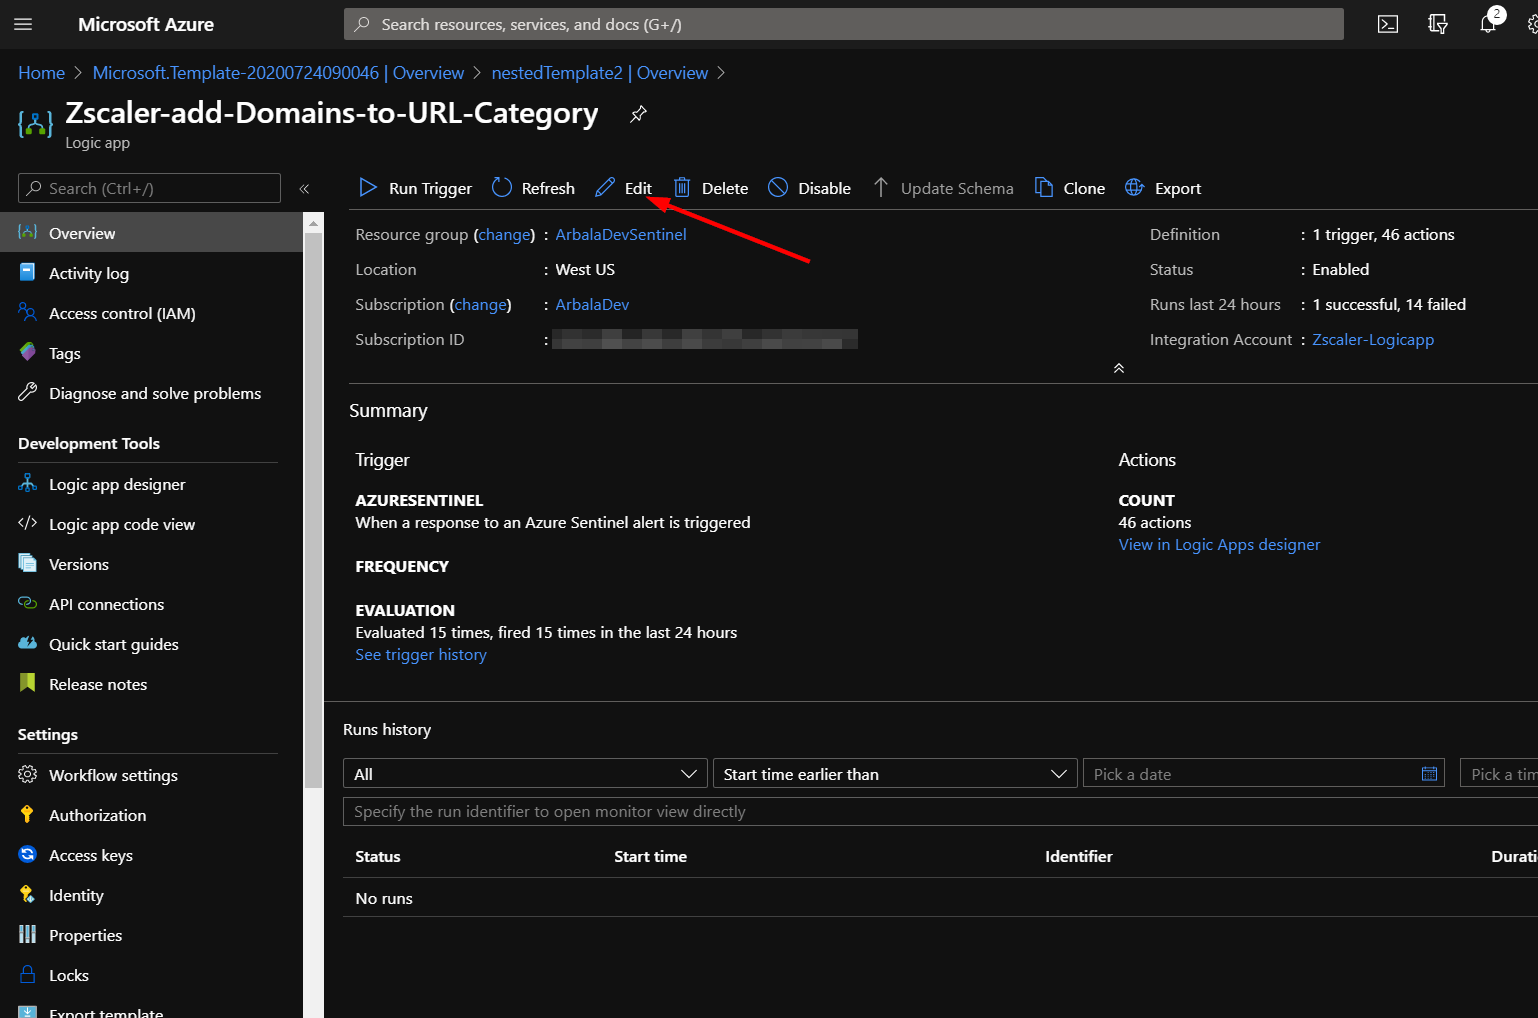 Microsoft Azure
Search resources, services, and docs (G+/)
2
Home > Microsoft.Template-20200724090046 | Overview > nestedTemplate2 | Overview >
Zscaler-add-Domains-to-URL-Category
Logic app
Search (Ctrl+/)
«
Run Trigger Refresh Edit Delete Disable Update Schema Clone Export
Overview
Activity log
Access control (IAM)
Tags
Diagnose and solve problems
Development Tools
Logic app designer
Logic app code view
Versions
API connections
Quick start guides
Release notes
Settings
Workflow settings
Authorization
Access keys
Identity
Properties
Locks
Export template
Resource group (change) : ArbalaDevSentinel
Location : West US
Subscription (change) : ArbalaDev
Subscription ID :
Definition : 1 trigger, 46 actions
Status : Enabled
Runs last 24 hours : 1 successful, 14 failed
Integration Account : Zscaler-Logicapp
Summary
Trigger
AZURESENTINEL
When a response to an Azure Sentinel alert is triggered
FREQUENCY
EVALUATION
Evaluated 15 times, fired 15 times in the last 24 hours
See trigger history
Actions
COUNT
46 actions
View in Logic Apps designer
Runs history
All
Start time earlier than
Pick a date
Pick a tim
Specify the run identifier to open monitor view directly
Status Start time Identifier Durati
No runs